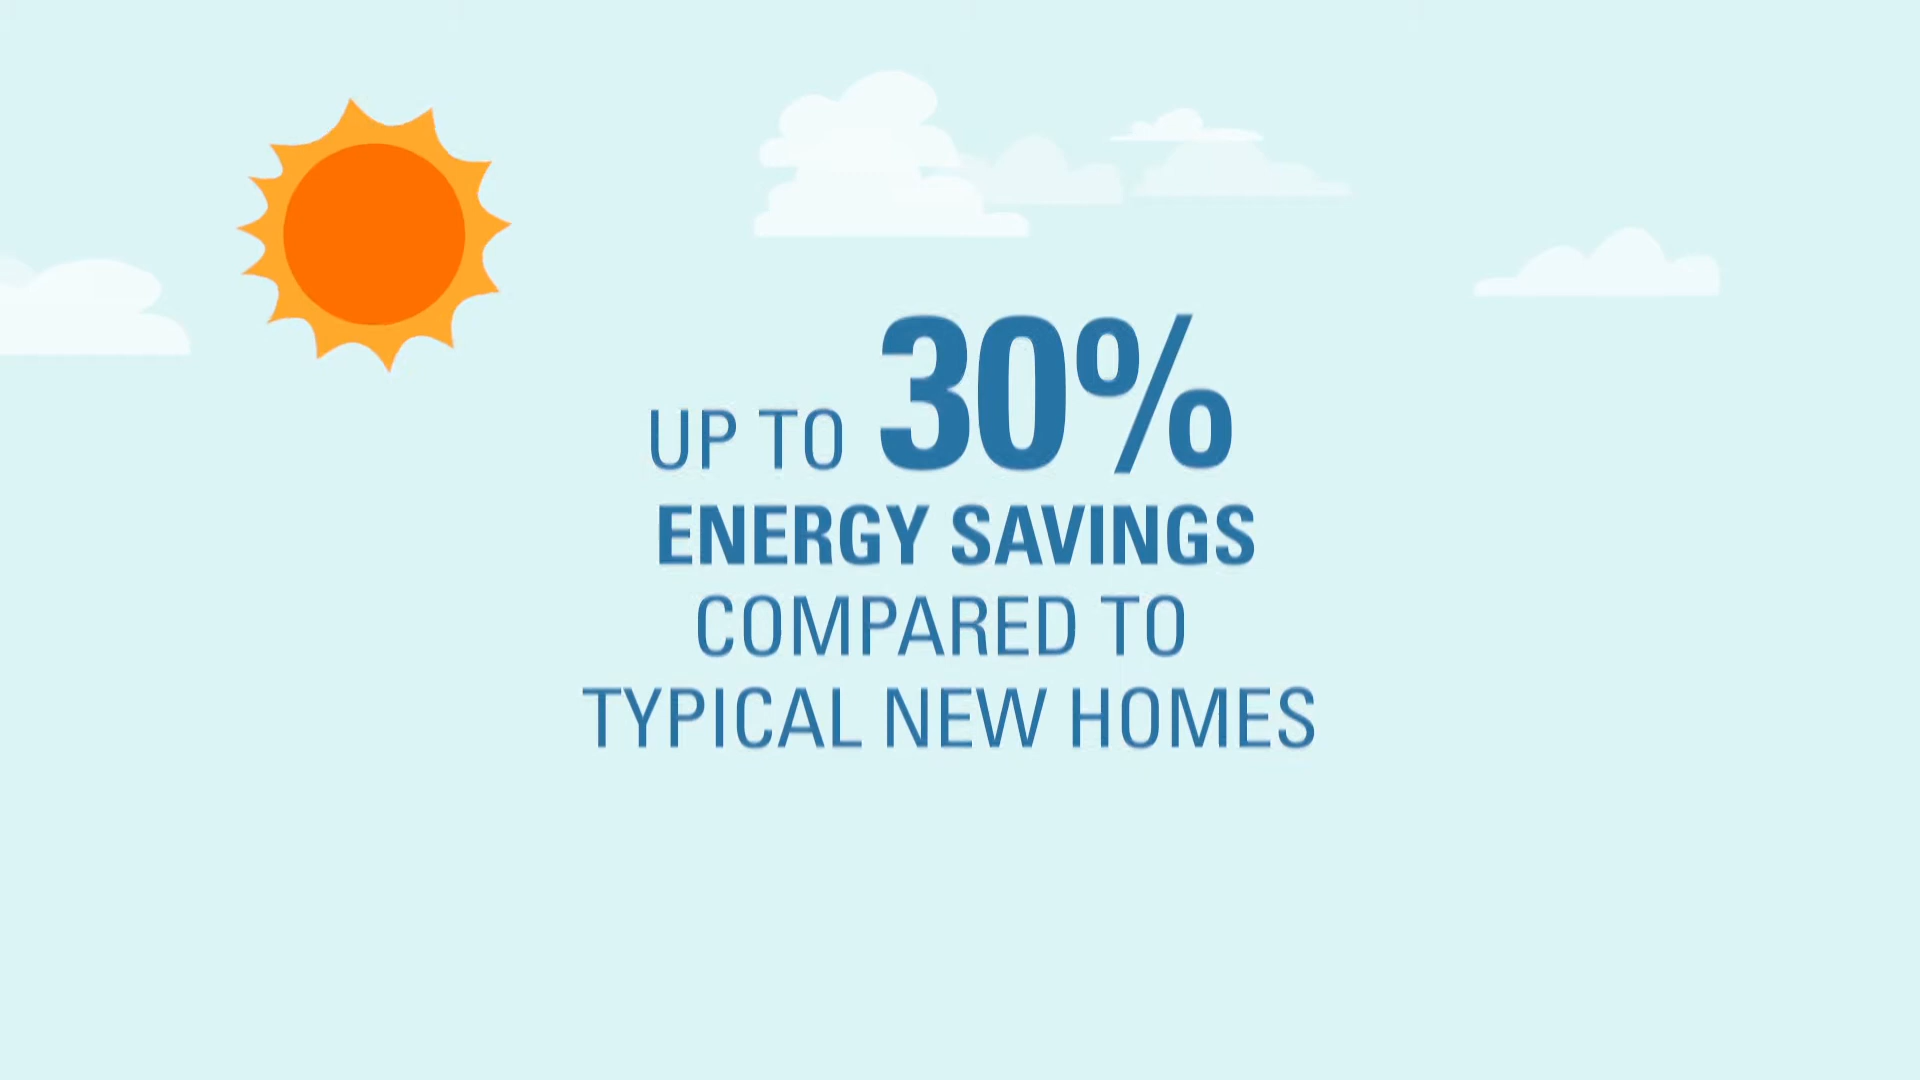 UP TO 30%
ENERGY SAVINGS
COMPARED TO
TYPICAL NEW HOMES